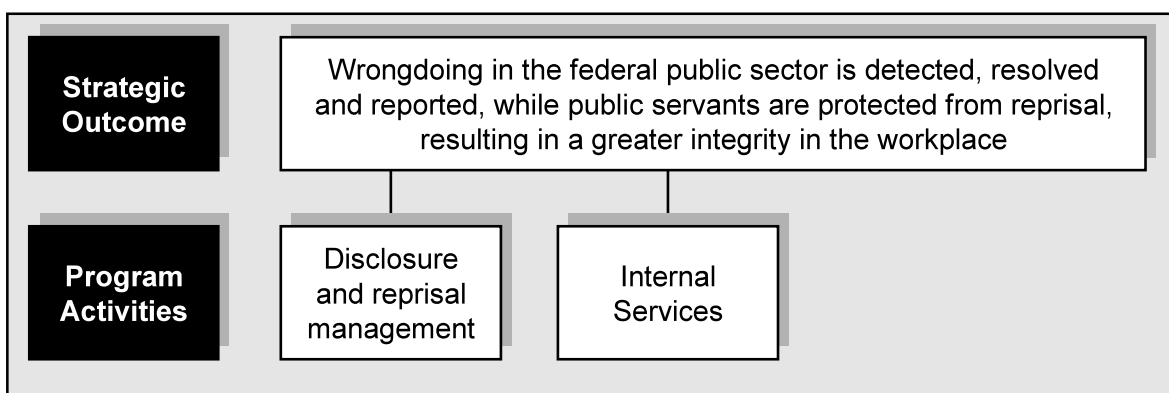 Strategic
Outcome
Wrongdoing in the federal public sector is detected, resolved
and reported, while public servants are protected from reprisal,
resulting in a greater integrity in the workplace
Program
Activities
Disclosure
and reprisal
management
Internal
Services